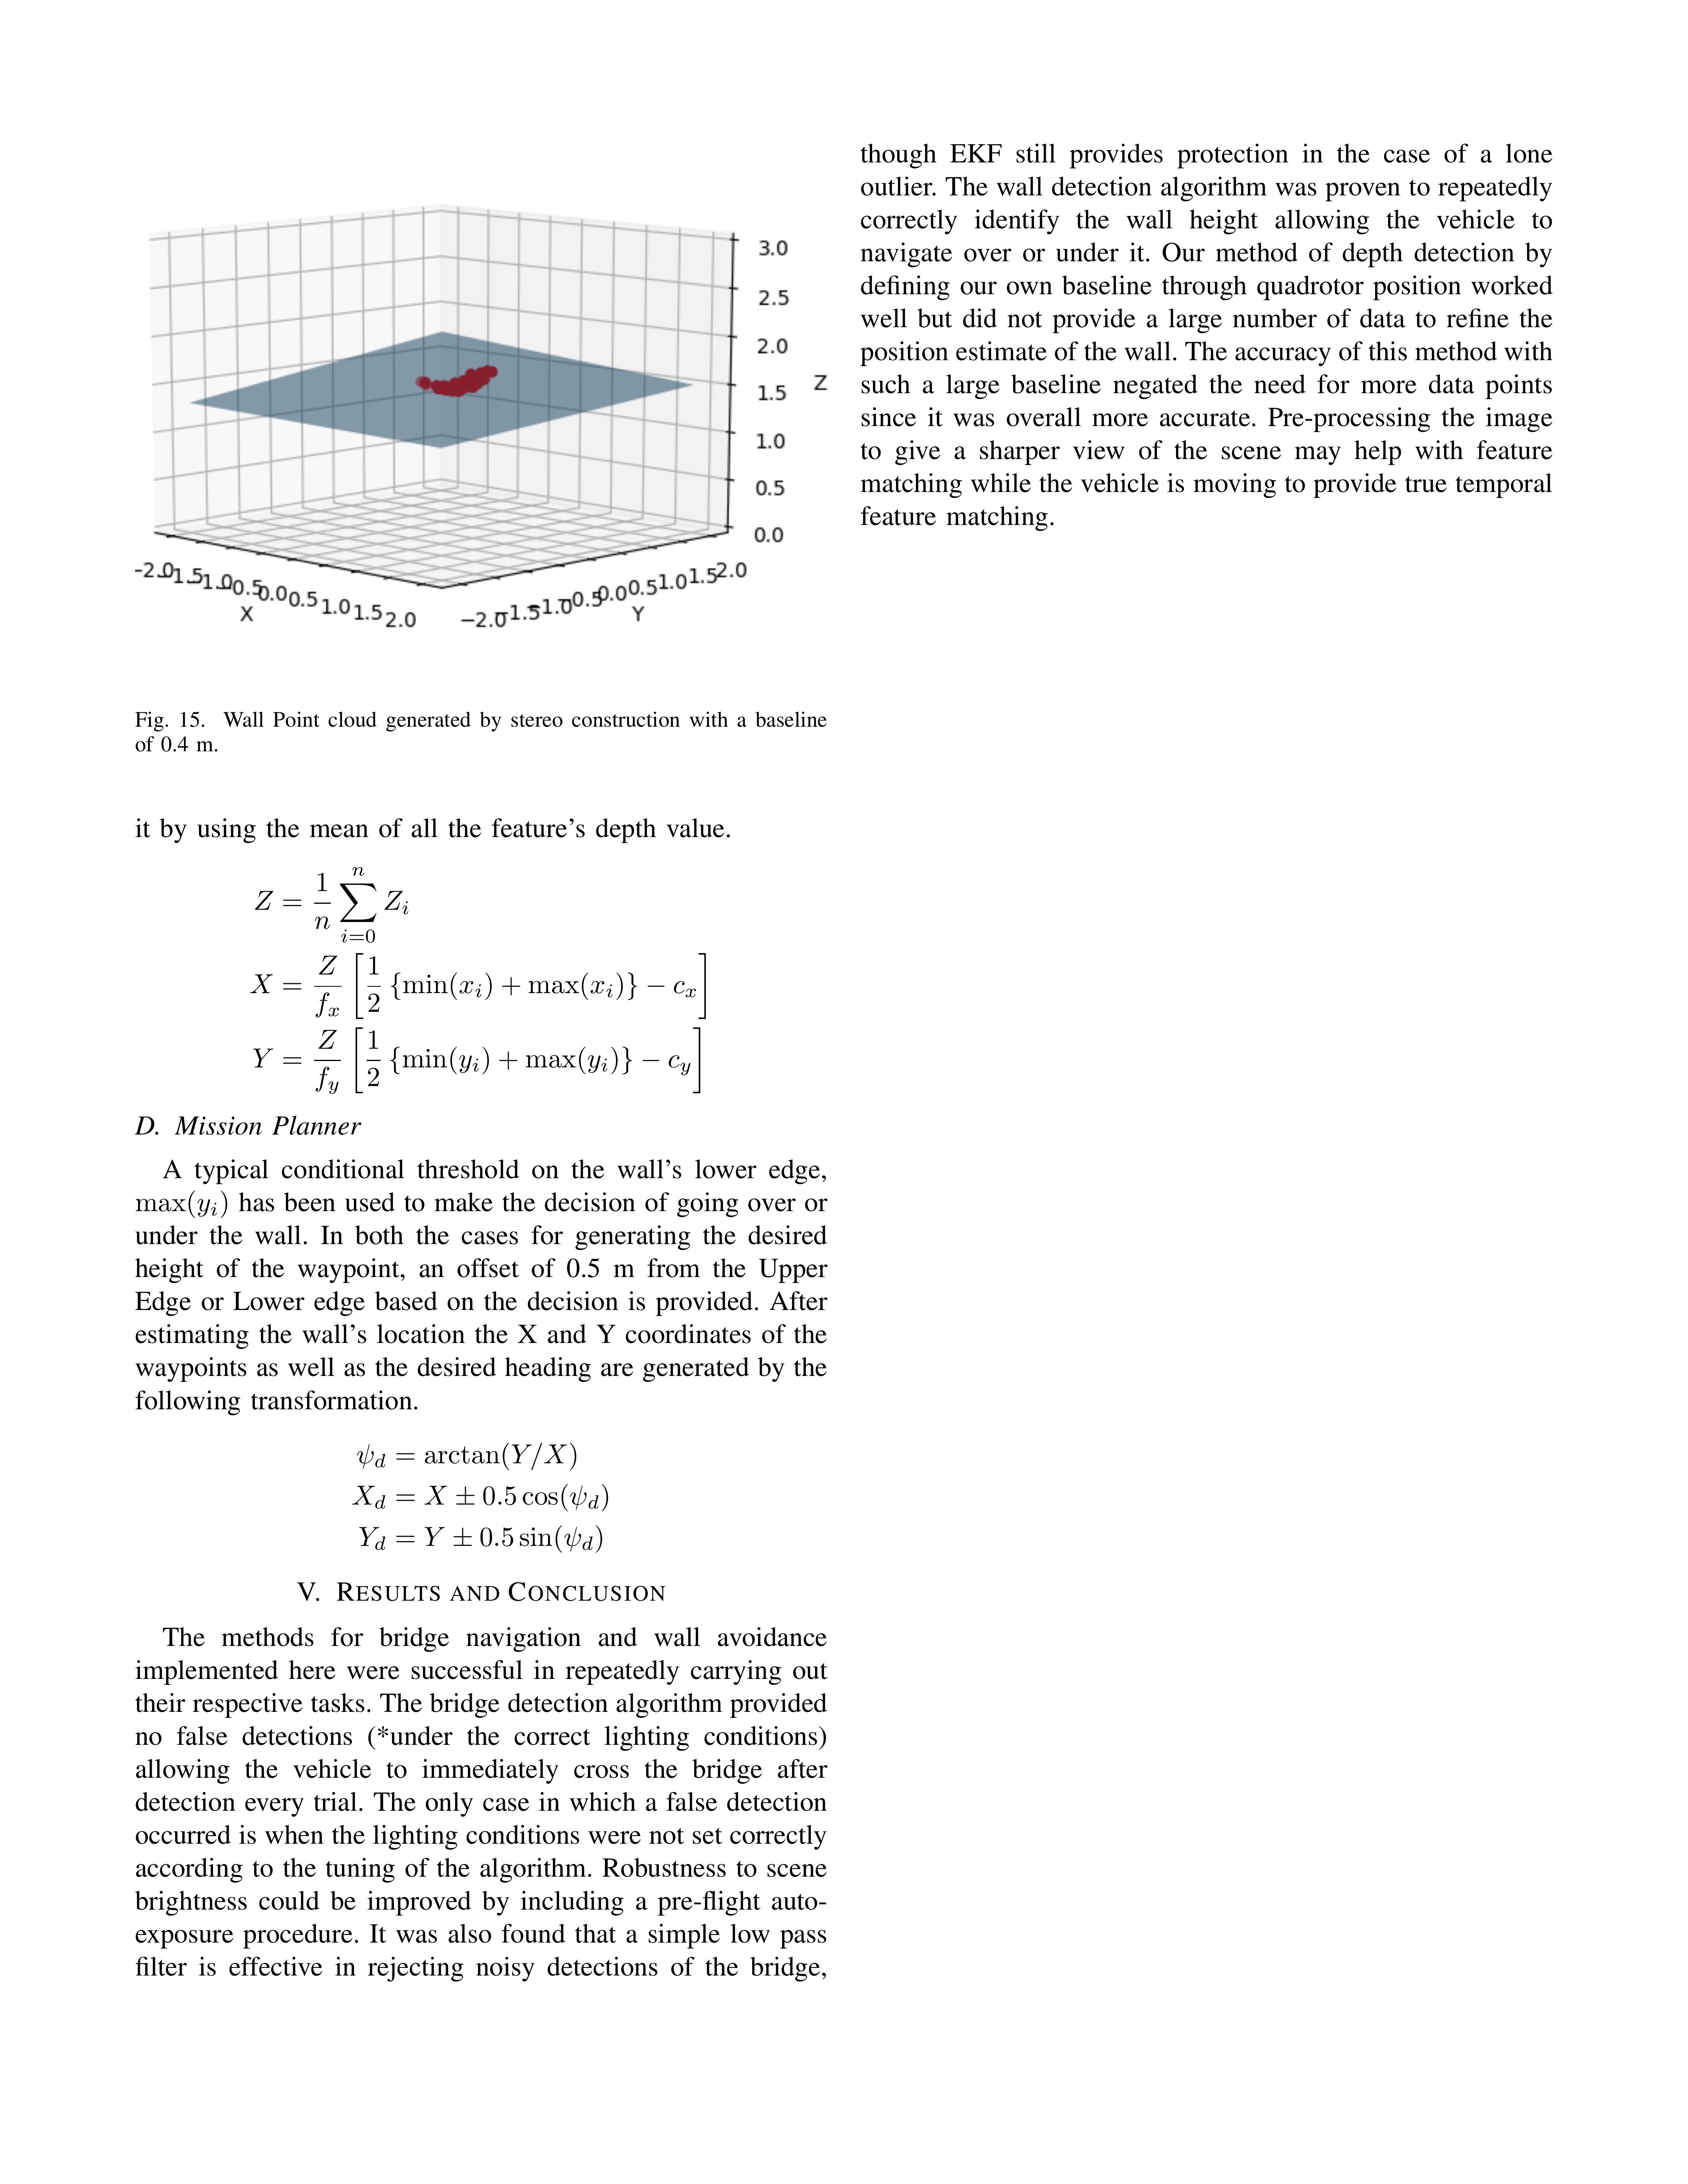 3.0
2.5
2.0
1.5
1.0
0.5
0.0
Z
-2.0 -1.5 -1.0 -0.5 0.0 0.5 1.0 1.5 2.0
X
−2.0 −1.5 −1.0 −0.5 0.0 0.5 1.0 1.5 2.0
Y
Fig. 15. Wall Point cloud generated by stereo construction with a baseline
of 0.4 m.
it by using the mean of all the feature's depth value.
Z = \frac{1}{n} \sum_{i=0}^{n} Z_i
X = \frac{Z}{f_x} \left[ \frac{1}{2} \{\min(x_i) + \max(x_i)\} - c_x \right]
Y = \frac{Z}{f_y} \left[ \frac{1}{2} \{\min(y_i) + \max(y_i)\} - c_y \right]
D. Mission Planner
A typical conditional threshold on the wall's lower edge,
max(y_i) has been used to make the decision of going over or
under the wall. In both the cases for generating the desired
height of the waypoint, an offset of 0.5 m from the Upper
Edge or Lower edge based on the decision is provided. After
estimating the wall's location the X and Y coordinates of the
waypoints as well as the desired heading are generated by the
following transformation.
ψ_d = arctan(Y/X)
X_d = X ± 0.5 cos(ψ_d)
Y_d = Y ± 0.5 sin(ψ_d)
V. RESULTS AND CONCLUSION
The methods for bridge navigation and wall avoidance
implemented here were successful in repeatedly carrying out
their respective tasks. The bridge detection algorithm provided
no false detections (*under the correct lighting conditions)
allowing the vehicle to immediately cross the bridge after
detection every trial. The only case in which a false detection
occurred is when the lighting conditions were not set correctly
according to the tuning of the algorithm. Robustness to scene
brightness could be improved by including a pre-flight auto-
exposure procedure. It was also found that a simple low pass
filter is effective in rejecting noisy detections of the bridge,
though EKF still provides protection in the case of a lone
outlier. The wall detection algorithm was proven to repeatedly
correctly identify the wall height allowing the vehicle to
navigate over or under it. Our method of depth detection by
defining our own baseline through quadrotor position worked
well but did not provide a large number of data to refine the
position estimate of the wall. The accuracy of this method with
such a large baseline negated the need for more data points
since it was overall more accurate. Pre-processing the image
to give a sharper view of the scene may help with feature
matching while the vehicle is moving to provide true temporal
feature matching.